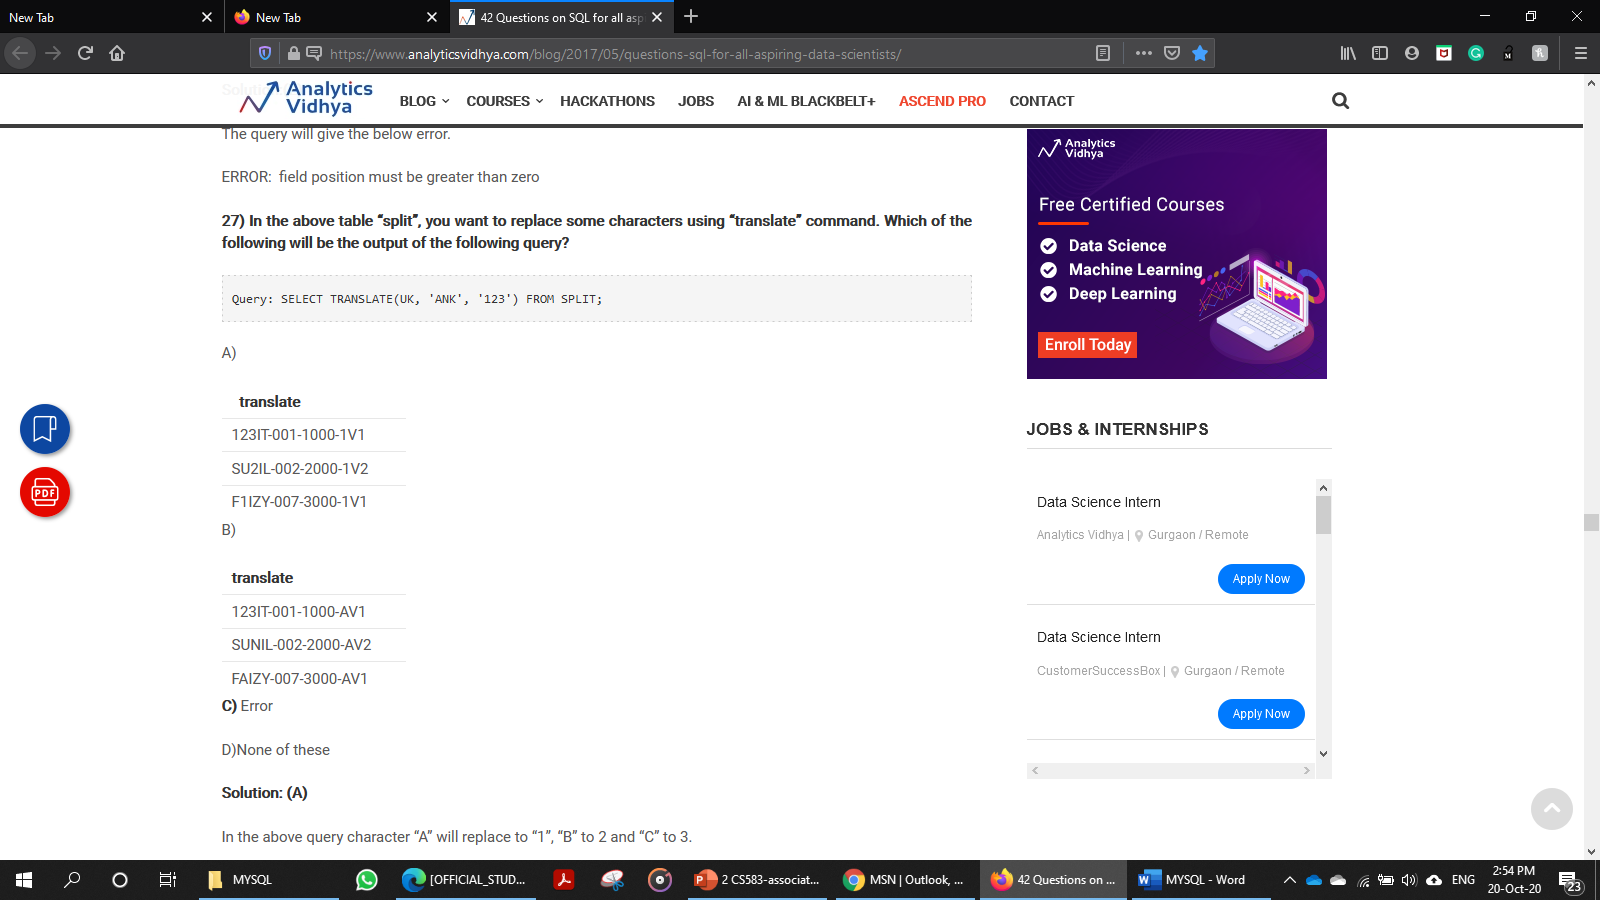 New Tab
New Tab
42 Questions on SQL for all asp
https://www.analyticsvidhya.com/blog/2017/05/questions-sql-for-all-aspiring-data-scientists/
Analytics
Vidhya
BLOG
COURSES
HACKATHONS
JOBS
AI & ML BLACKBELT+
ASCEND PRO
CONTACT
The query will give the below error.
ERROR:  field position must be greater than zero
27) In the above table “split”, you want to replace some characters using “translate” command. Which of the
following will be the output of the following query?
Query: SELECT TRANSLATE(UK, 'ANK', '123') FROM SPLIT;
A)
translate
123IT-001-1000-1V1
SU2IL-002-2000-1V2
F1IZY-007-3000-1V1
B)
translate
123IT-001-1000-AV1
SUNIL-002-2000-AV2
FAIZY-007-3000-AV1
C) Error
D)None of these
Solution: (A)
In the above query character “A” will replace to “1”, “B” to 2 and “C” to 3.
PDF
Analytics
Vidhya
Free Certified Courses
Data Science
Machine Learning
Deep Learning
Enroll Today
JOBS & INTERNSHIPS
Data Science Intern
Analytics Vidhya | Gurgaon / Remote
Apply Now
Data Science Intern
CustomerSuccessBox | Gurgaon / Remote
Apply Now
MYSQL
[OFFICIAL_STUD...
2 CS583-associat...
MSN | Outlook, ...
42 Questions on ...
MYSQL - Word
ENG
2:54 PM
20-Oct-20
23